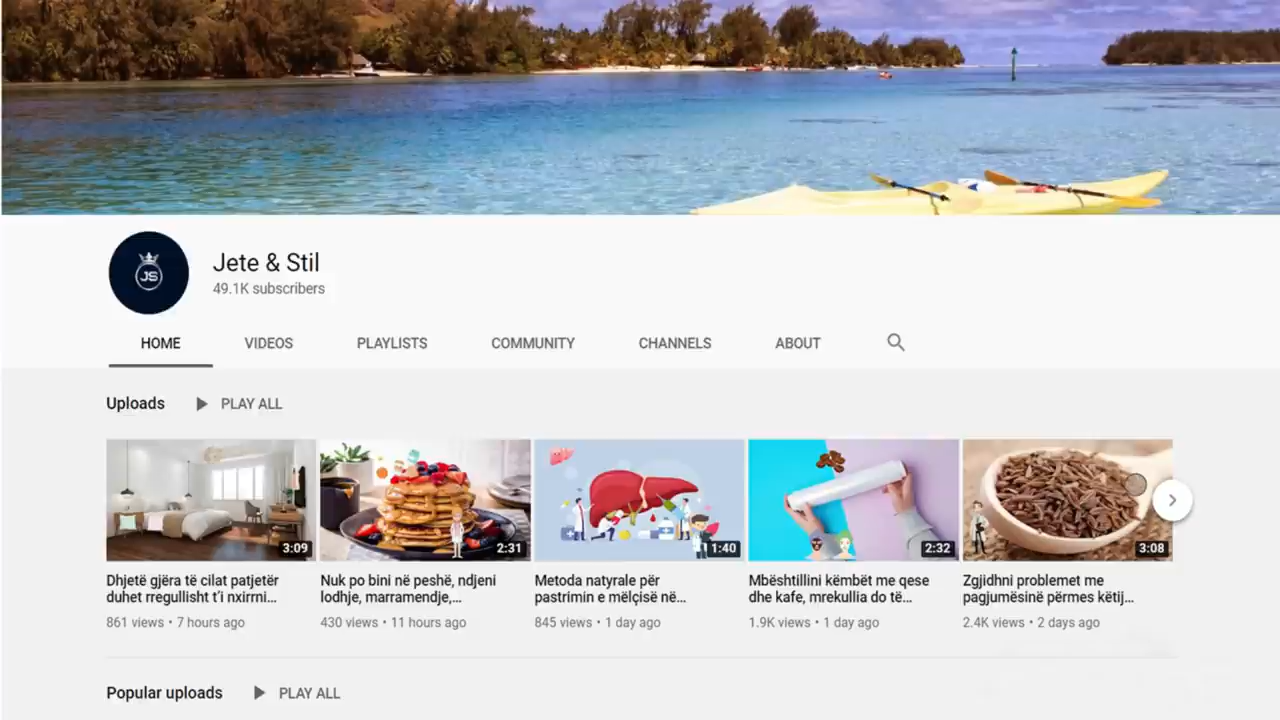 JS
Jete & Stil
49.1K subscribers
HOME VIDEOS PLAYLISTS COMMUNITY CHANNELS ABOUT
Uploads PLAY ALL
3:09 2:31 1:40 2:32 3:08
Dhjetë gjëra të cilat patjetër
duhet rregullisht t'i nxirrni...
861 views • 7 hours ago
Nuk po bini në peshë, ndjeni
lodhje, marramendje,...
430 views • 11 hours ago
Metoda natyrale për
pastrimin e mëlçisë në...
845 views • 1 day ago
Mbështillini këmbët me qese
dhe kafe, mrekullia do të...
1.9K views • 1 day ago
Zgjidhni problemet me
pagjumësinë përmes këtij...
2.4K views • 2 days ago
Popular uploads PLAY ALL